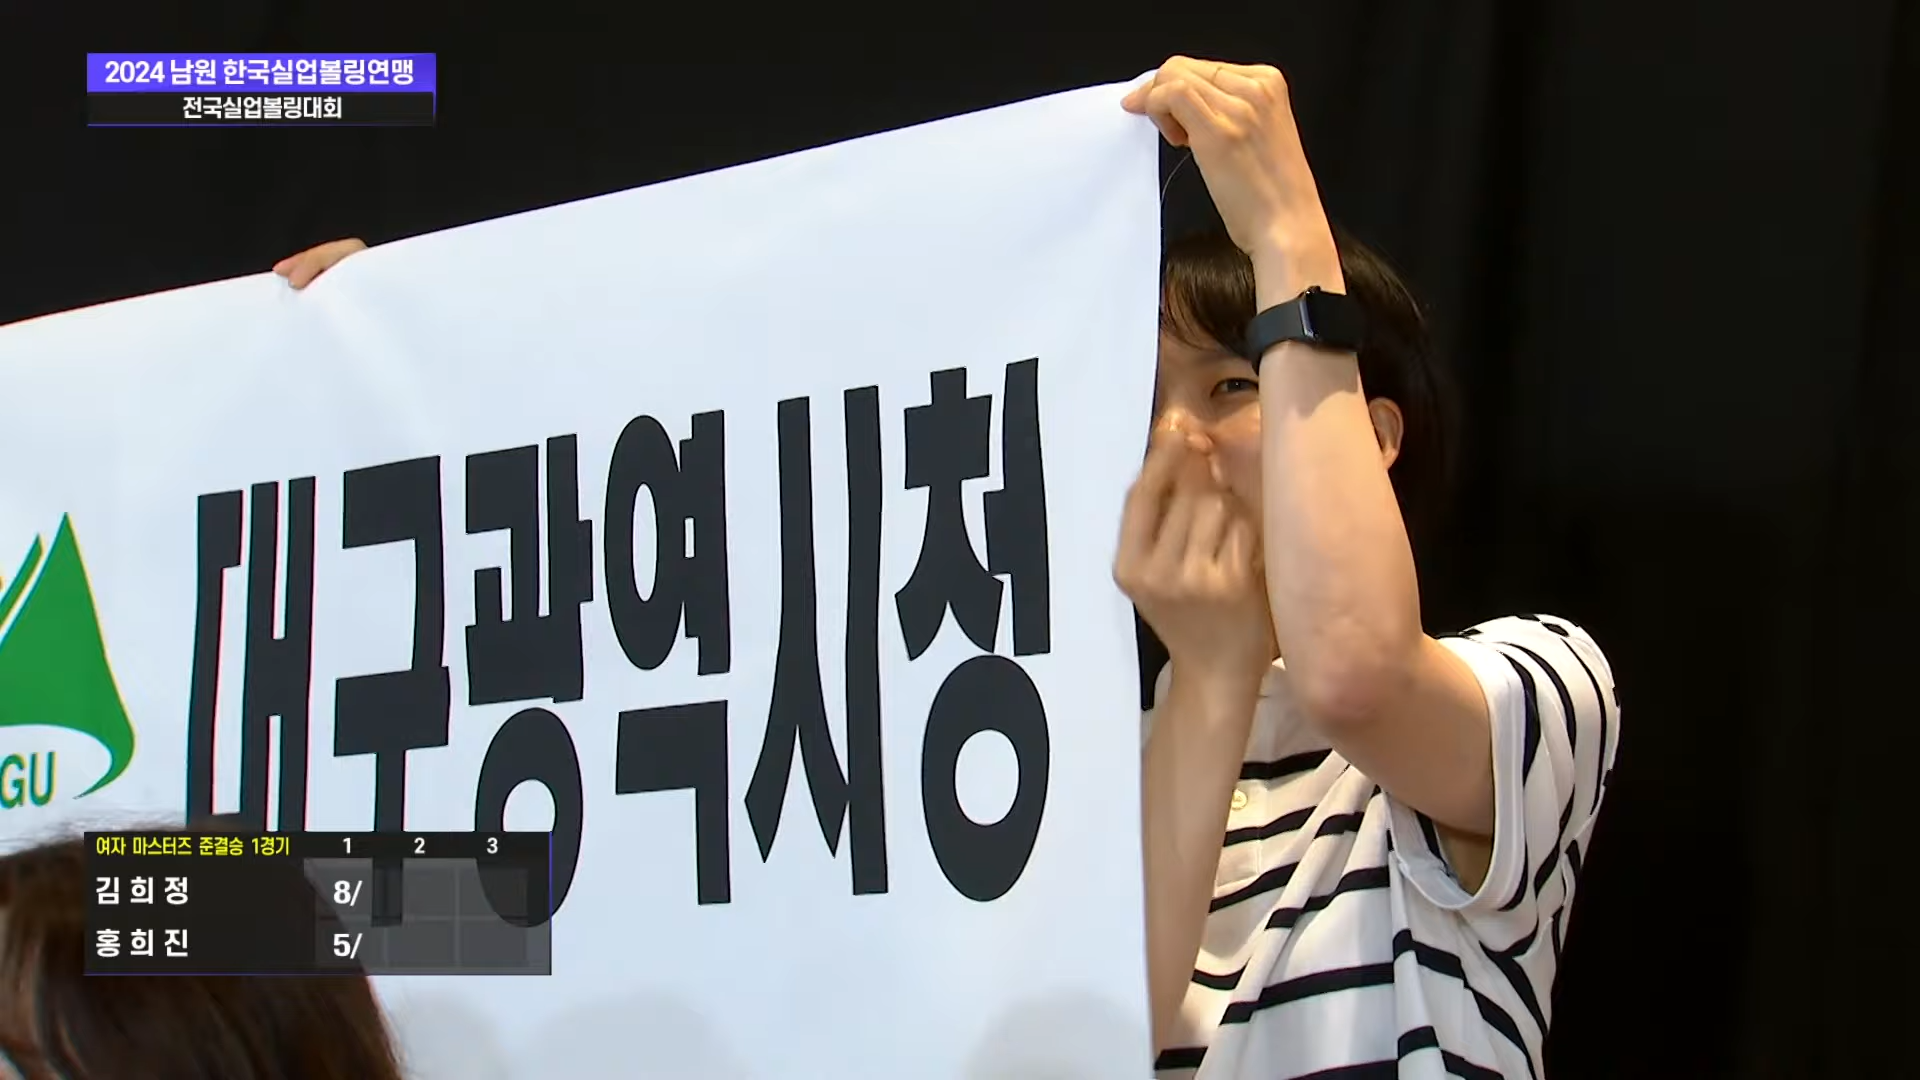 2024 남원 한국실업볼링연맹
전국실업볼링대회
대구광역시청
GU
여자 마스터즈 준결승 1경기 1 2 3
김희정 8/
홍희진 5/